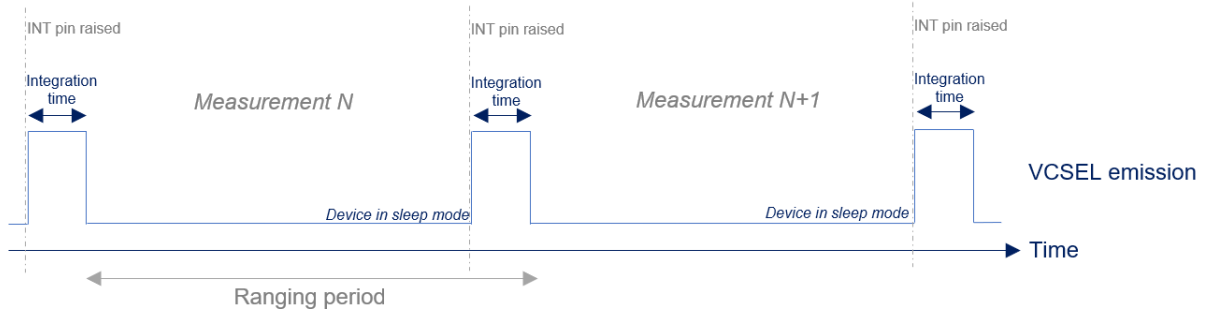 INT pin raised
INT pin raised
INT pin raised
Integration
time
Measurement N
Integration
time
Measurement N+1
Integration
time
VCSEL emission
Device in sleep mode
Device in sleep mode
Time
Ranging period